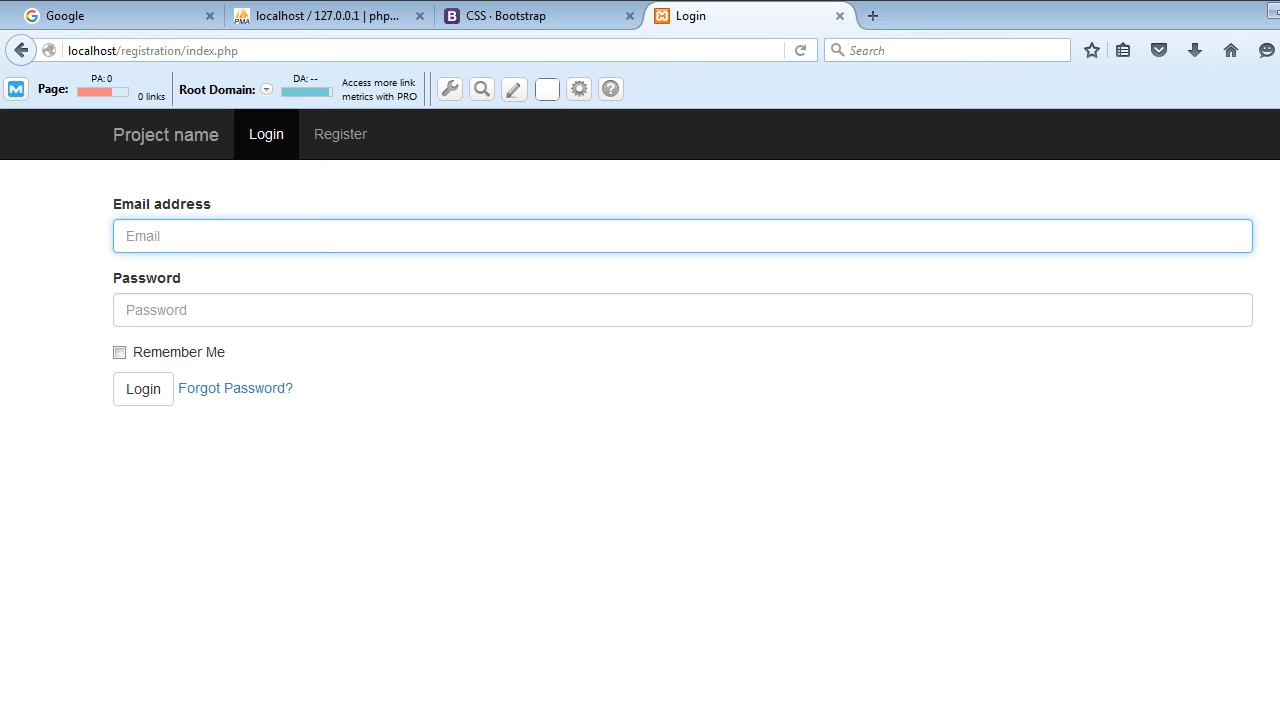 Google
localhost / 127.0.0.1 | php...
CSS · Bootstrap
Login
localhost/registration/index.php
Search
Page:
PA: 0
0 links
Root Domain:
DA: --
Access more link
metrics with PRO
Project name
Login
Register
Email address
Email
Password
Password
Remember Me
Login
Forgot Password?